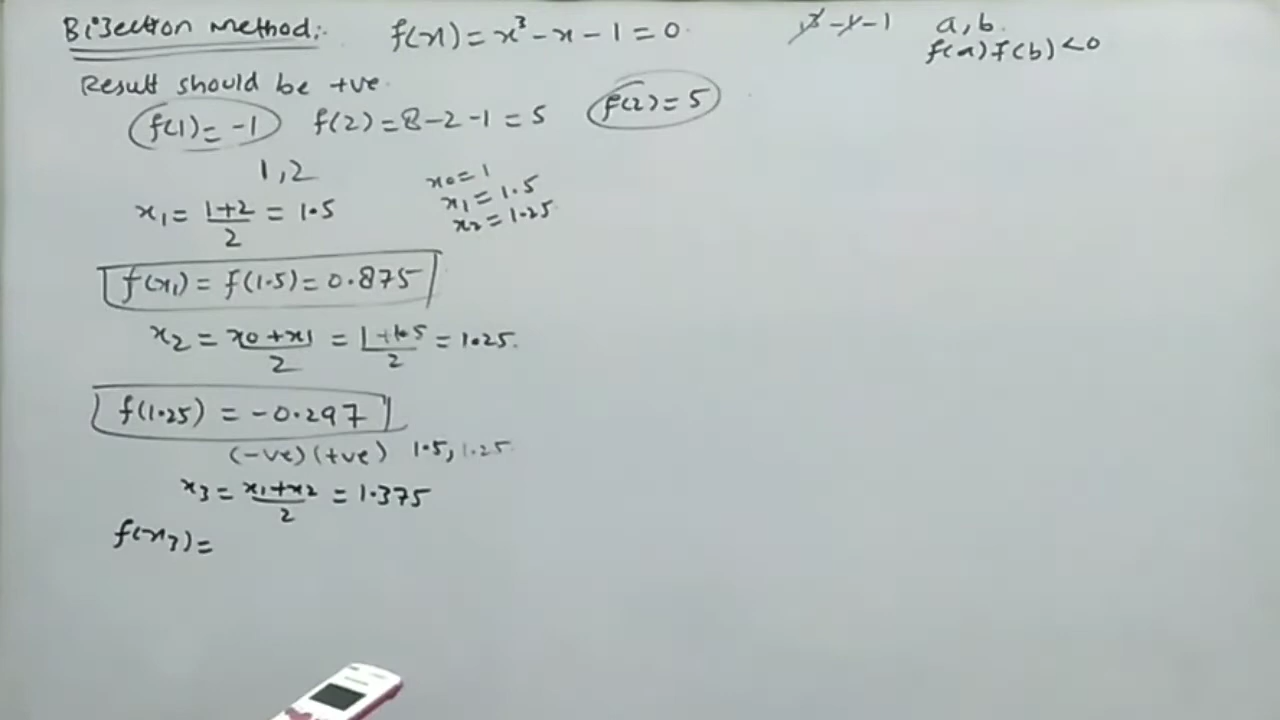 Bisection Method:. f(x) = x³ - x - 1 = 0. x³ - x - 1 a, b.
f(a) f(b) < 0
Result should be +ve.
f(1) = -1 f(2) = 8 - 2 - 1 = 5 f(2) = 5
1, 2
x0 = 1
x1 = 1+2/2 = 1.5 x1 = 1.5
x2 = 1.25
f(x1) = f(1.5) = 0.875
x2 = x0+x1/2 = 1+1.5/2 = 1.25.
f(1.25) = -0.297
(-ve) (+ve) 1.5, 1.25
x3 = x1+x2/2 = 1.375
f(x3) =